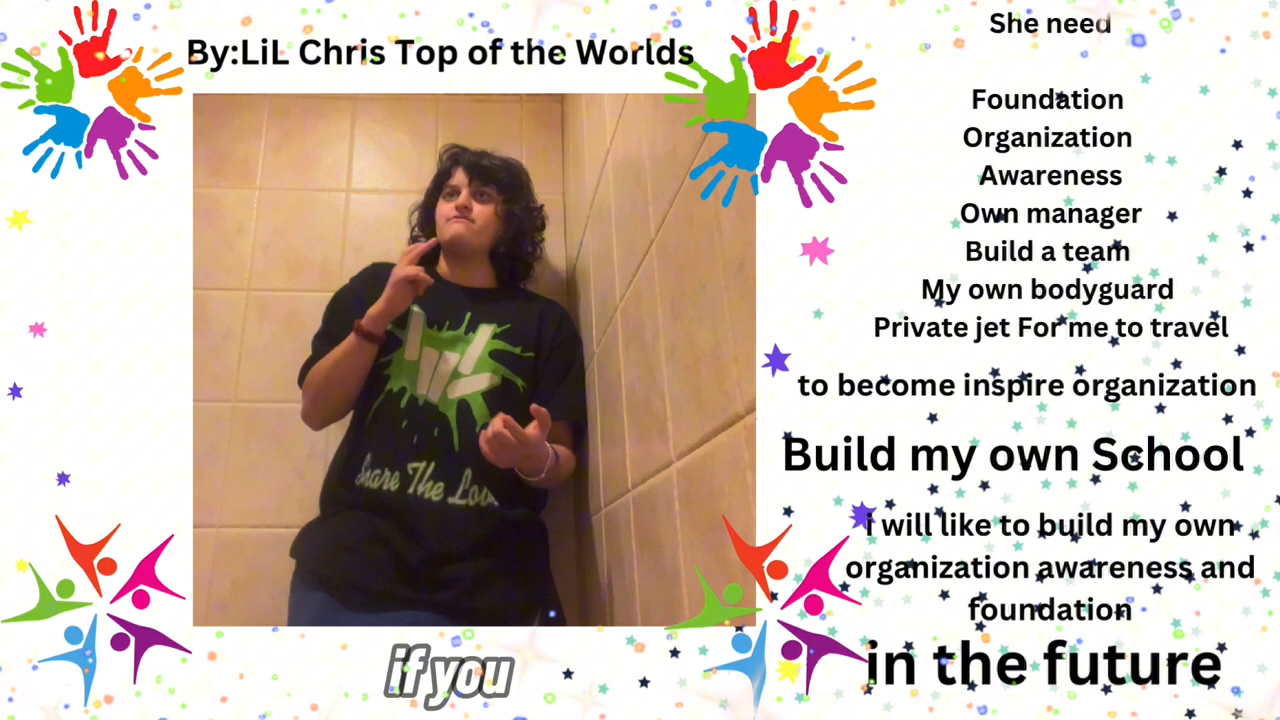 By:LiL Chris Top of the Worlds
Share The Love
if you
She need
Foundation
Organization
Awareness
Own manager
Build a team
My own bodyguard
Private jet For me to travel
to become inspire organization
Build my own School
i will like to build my own
organization awareness and
foundation
in the future